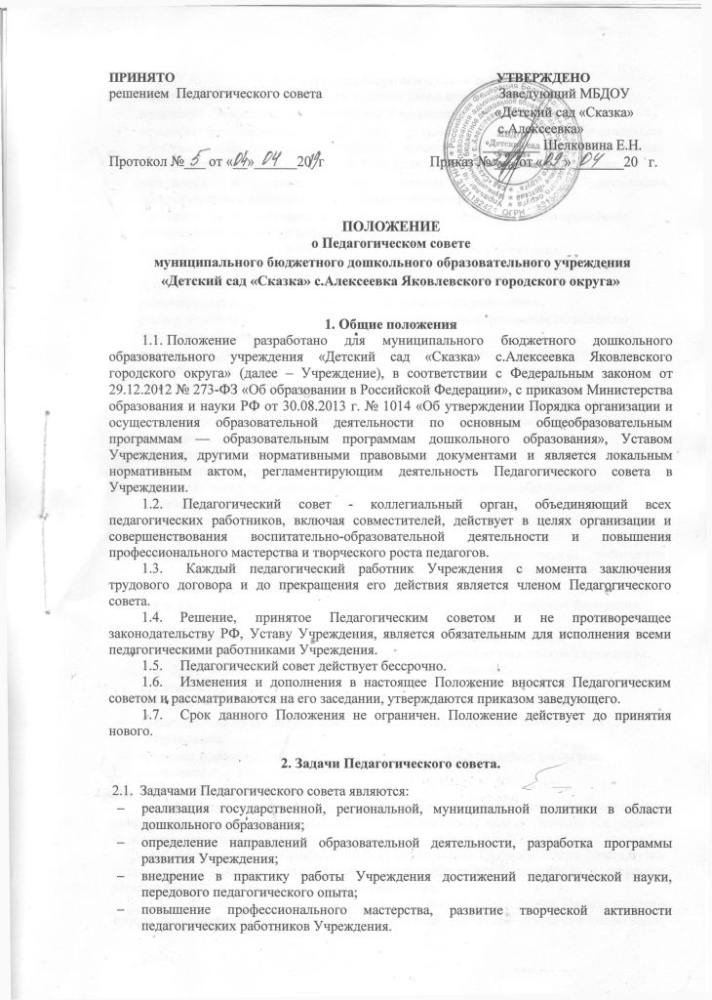 ПРИНЯТО УТВЕРЖДЕНО
решением Педагогического совета Заведующий МБДОУ
«Детский сад «Сказка»
с.Алексеевка»
Шелковина Е.Н.
Протокол № 5 от «04» 04 2019г Приказ № от «09» 04 20 г.
ПОЛОЖЕНИЕ
о Педагогическом совете
муниципального бюджетного дошкольного образовательного учреждения
«Детский сад «Сказка» с.Алексеевка Яковлевского городского округа»
1. Общие положения
1.1. Положение разработано для муниципального бюджетного дошкольного
образовательного учреждения «Детский сад «Сказка» с.Алексеевка Яковлевского
городского округа» (далее – Учреждение), в соответствии с Федеральным законом от
29.12.2012 № 273-ФЗ «Об образовании в Российской Федерации», с приказом Министерства
образования и науки РФ от 30.08.2013 г. № 1014 «Об утверждении Порядка организации и
осуществления образовательной деятельности по основным общеобразовательным
программам — образовательным программам дошкольного образования», Уставом
Учреждения, другими нормативными правовыми документами и является локальным
нормативным актом, регламентирующим деятельность Педагогического совета в
Учреждении.
1.2. Педагогический совет - коллегиальный орган, объединяющий всех
педагогических работников, включая совместителей, действует в целях организации и
совершенствования воспитательно-образовательной деятельности и повышения
профессионального мастерства и творческого роста педагогов.
1.3. Каждый педагогический работник Учреждения с момента заключения
трудового договора и до прекращения его действия является членом Педагогического
совета.
1.4. Решение, принятое Педагогическим советом и не противоречащее
законодательству РФ, Уставу Учреждения, является обязательным для исполнения всеми
педагогическими работниками Учреждения.
1.5. Педагогический совет действует бессрочно.
1.6. Изменения и дополнения в настоящее Положение вносятся Педагогическим
советом и рассматриваются на его заседании, утверждаются приказом заведующего.
1.7. Срок данного Положения не ограничен. Положение действует до принятия
нового.
2. Задачи Педагогического совета.
2.1. Задачами Педагогического совета являются:
– реализация государственной, региональной, муниципальной политики в области
дошкольного образования;
– определение направлений образовательной деятельности, разработка программы
развития Учреждения;
– внедрение в практику работы Учреждения достижений педагогической науки,
передового педагогического опыта;
– повышение профессионального мастерства, развитие творческой активности
педагогических работников Учреждения.